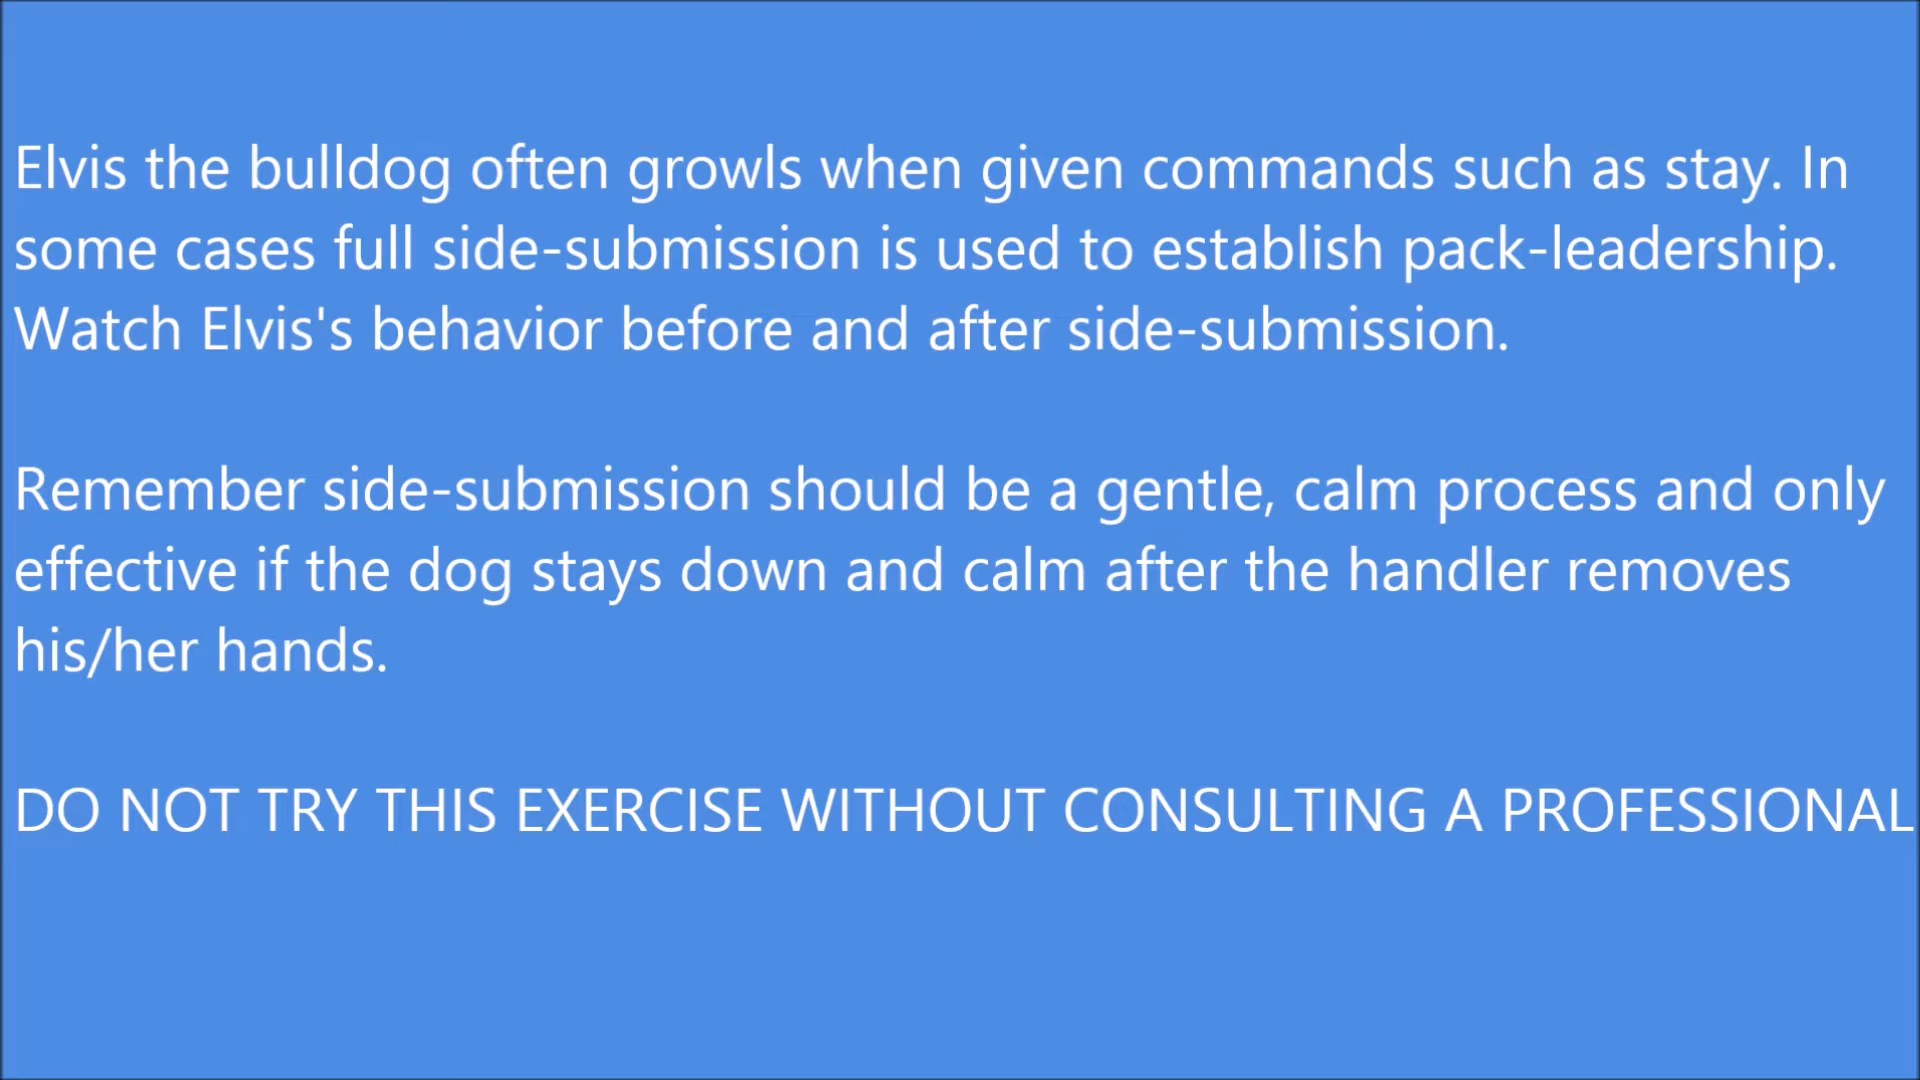 Elvis the bulldog often growls when given commands such as stay. In
some cases full side-submission is used to establish pack-leadership.
Watch Elvis's behavior before and after side-submission.
Remember side-submission should be a gentle, calm process and only
effective if the dog stays down and calm after the handler removes
his/her hands.
DO NOT TRY THIS EXERCISE WITHOUT CONSULTING A PROFESSIONAL